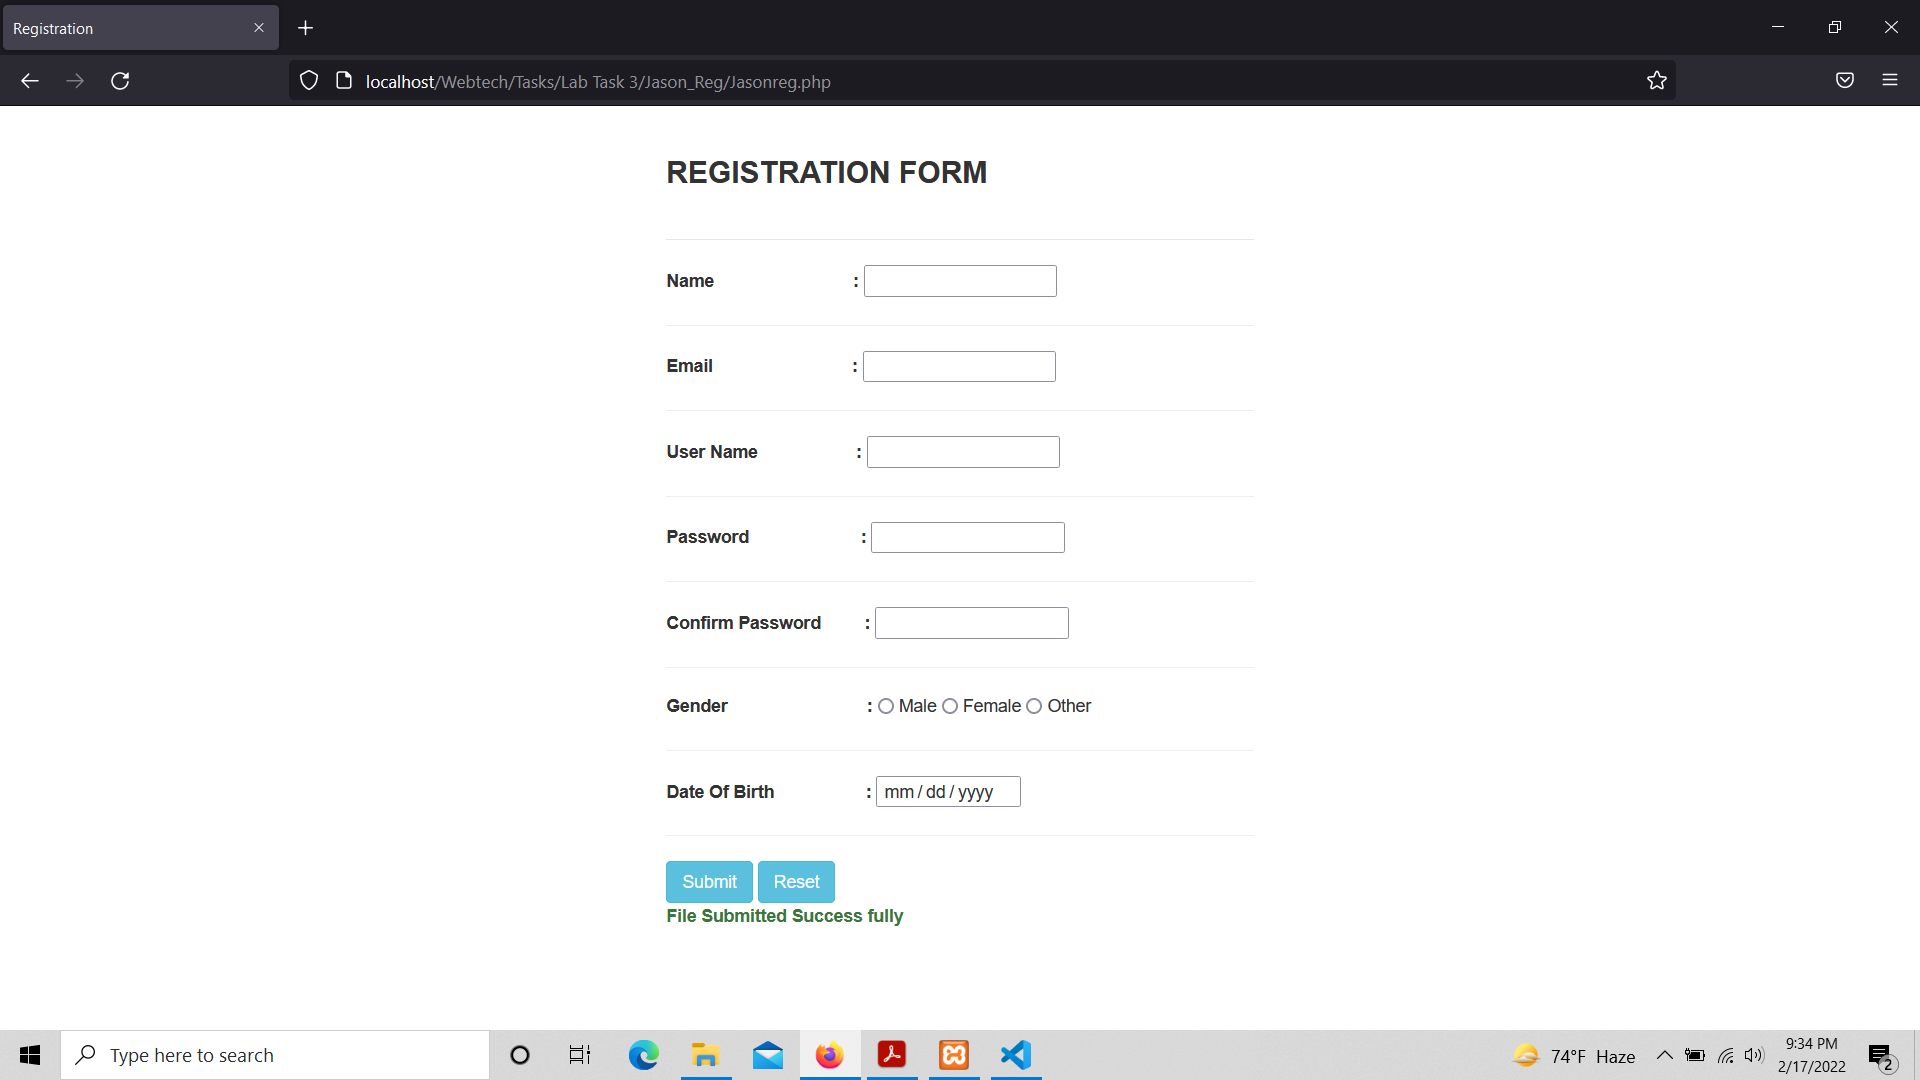 Registration
localhost/Webtech/Tasks/Lab Task 3/Jason_Reg/Jasonreg.php
REGISTRATION FORM
Name :
Email :
User Name :
Password :
Confirm Password :
Gender : Male Female Other
Date Of Birth : mm / dd / yyyy
Submit Reset
File Submitted Success fully
Type here to search
74°F Haze
9:34 PM
2/17/2022
2